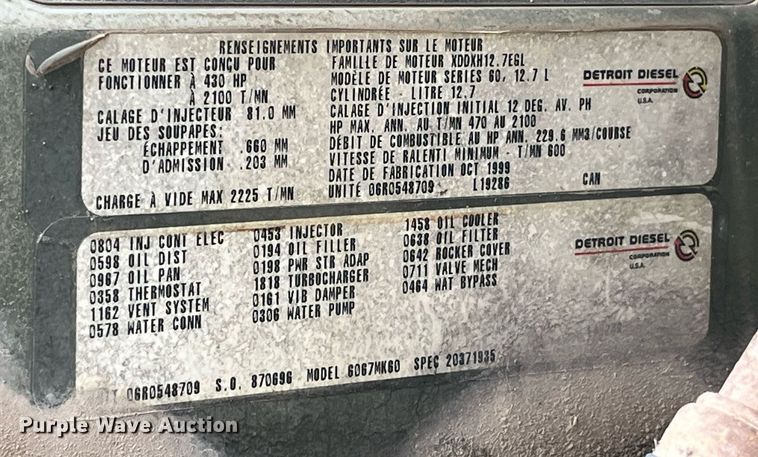 RENSEIGNEMENTS IMPORTANTS SUR LE MOTEUR
CE MOTEUR EST CONÇU POUR
FONCTIONNER À 430 HP
À 2100 T/MN
CALAGE D'INJECTEUR 81.0 MM
JEU DES SOUPAPES:
ÉCHAPPEMENT .660 MM
D'ADMISSION .203 MM
CHARGE À VIDE MAX 2225 T/MN
FAMILLE DE MOTEUR XDDXH12.7EGL
MODÈLE DE MOTEUR SERIES 60, 12.7 L
CYLINDRÉE - LITRE 12.7
CALAGE D'INJECTION INITIAL 12 DEG. AV. PH
HP MAX. ANN. AU T/MN 470 AU 2100
DÉBIT DE COMBUSTIBLE AU HP ANN. 229.6 MM3/COURSE
VITESSE DE RALENTI MINIMUM - T/MN 600
DATE DE FABRICATION OCT 1999
UNITÉ 06R0548709 L19286 CAN
DETROIT DIESEL
CORPORATION
U.S.A.
0804 INJ CONT ELEC
0598 OIL DIST
0967 OIL PAN
0358 THERMOSTAT
1162 VENT SYSTEM
0578 WATER CONN
0453 INJECTOR
0194 OIL FILLER
0198 PWR STR ADAP
1818 TURBOCHARGER
0161 VIB DAMPER
0306 WATER PUMP
1458 OIL COOLER
0638 OIL FILTER
0642 ROCKER COVER
0711 VALVE MECH
0464 WAT BYPASS
DETROIT DIESEL
CORPORATION
U.S.A.
06R0548709 S.O. 870696 MODEL 6067MK60 SPEC 20371935
Purple Wave Auction